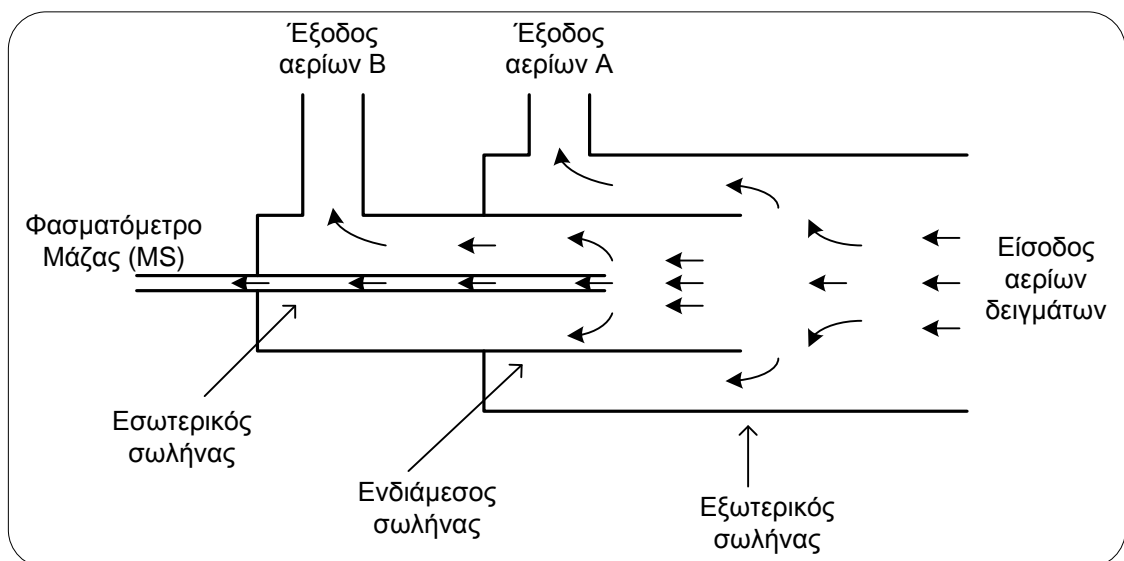 Έξοδος
αερίων Β
Έξοδος
αερίων Α
Φασματόμετρο
Μάζας (MS)
Είσοδος
αερίων
δειγμάτων
Εσωτερικός
σωλήνας
Ενδιάμεσος
σωλήνας
Εξωτερικός
σωλήνας